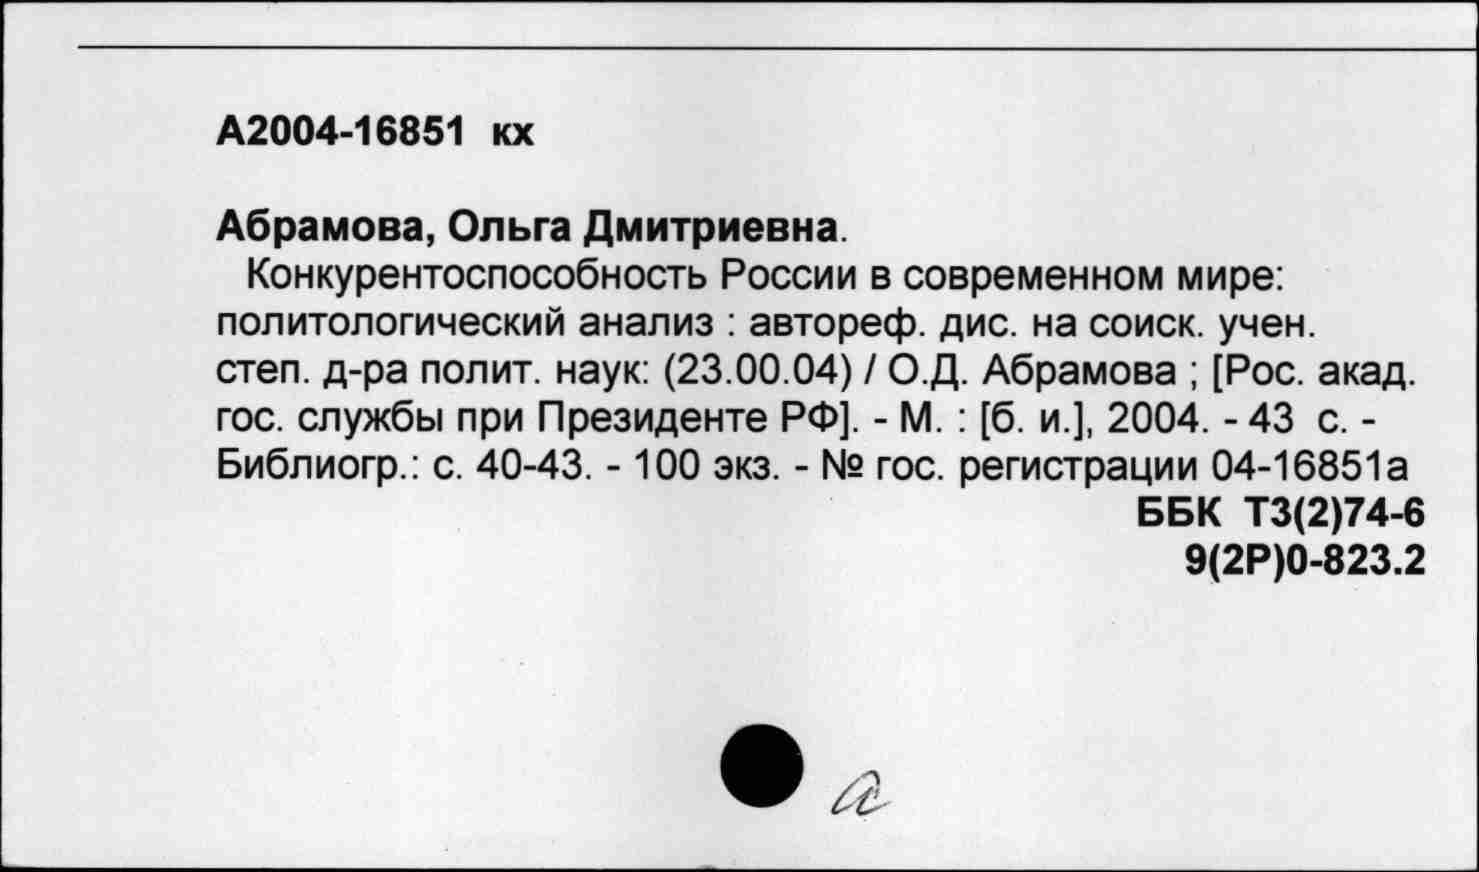 А2004-16851 кх
Абрамова, Ольга Дмитриевна.
Конкурентоспособность России в современном мире:
политологический анализ : автореф. дис. на соиск. учен.
степ. д-ра полит. наук: (23.00.04) / О.Д. Абрамова ; [Рос. акад.
гос. службы при Президенте РФ]. - М. : [б. и.], 2004. - 43 с. -
Библиогр.: с. 40-43. - 100 экз. - № гос. регистрации 04-16851а
ББК Т3(2)74-6
9(2Р)0-823.2
а